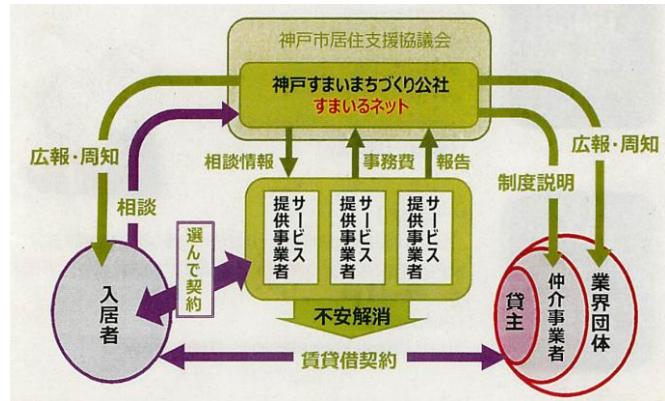 神戸市居住支援協議会
神戸すまいまちづくり公社
すまいるネット
広報・周知
相談
相談情報
事務費
報告
制度説明
広報・周知
サービス
提供事業者
サービス
提供事業者
サービス
提供事業者
選んで契約
不安解消
入居者
貸主
仲介事業者
業界団体
賃貸借契約